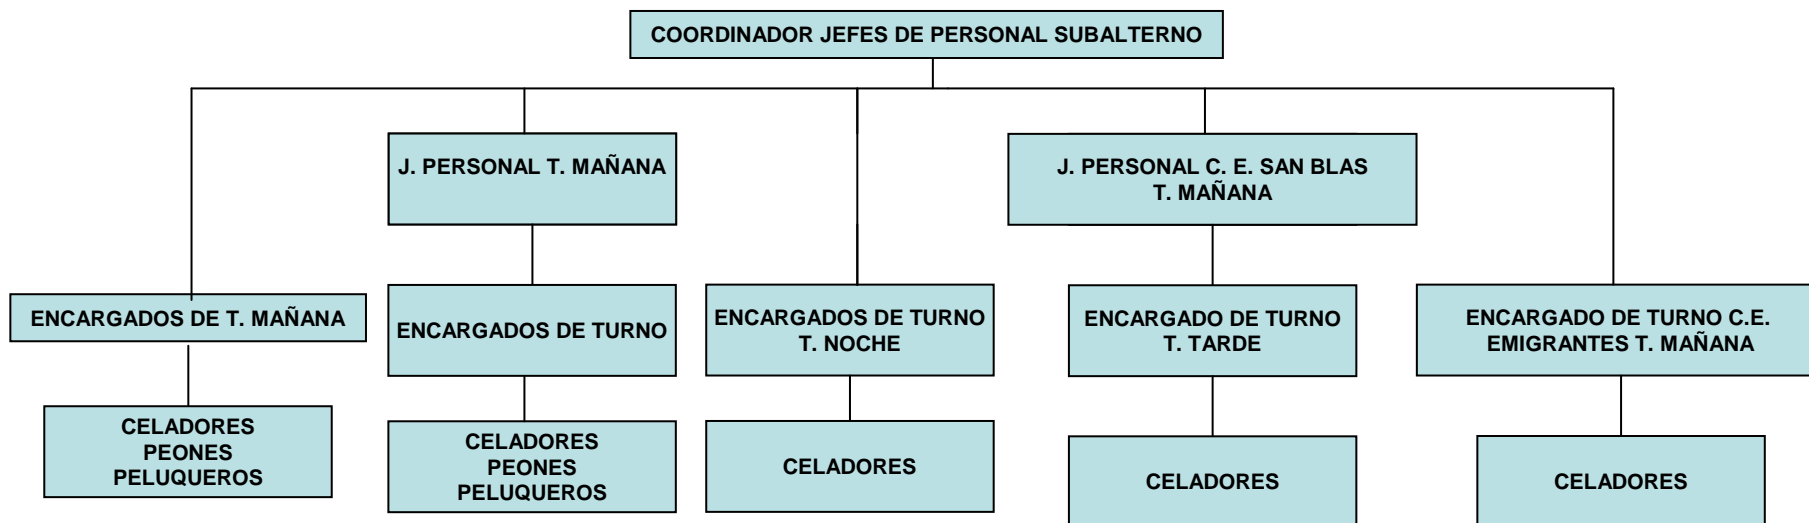 COORDINADOR JEFES DE PERSONAL SUBALTERNO
J. PERSONAL T. MAÑANA
J. PERSONAL C. E. SAN BLAS
T. MAÑANA
ENCARGADOS DE T. MAÑANA
ENCARGADOS DE TURNO
ENCARGADOS DE TURNO
T. NOCHE
ENCARGADO DE TURNO
T. TARDE
ENCARGADO DE TURNO C.E.
EMIGRANTES T. MAÑANA
CELADORES
PEONES
PELUQUEROS
CELADORES
PEONES
PELUQUEROS
CELADORES
CELADORES
CELADORES